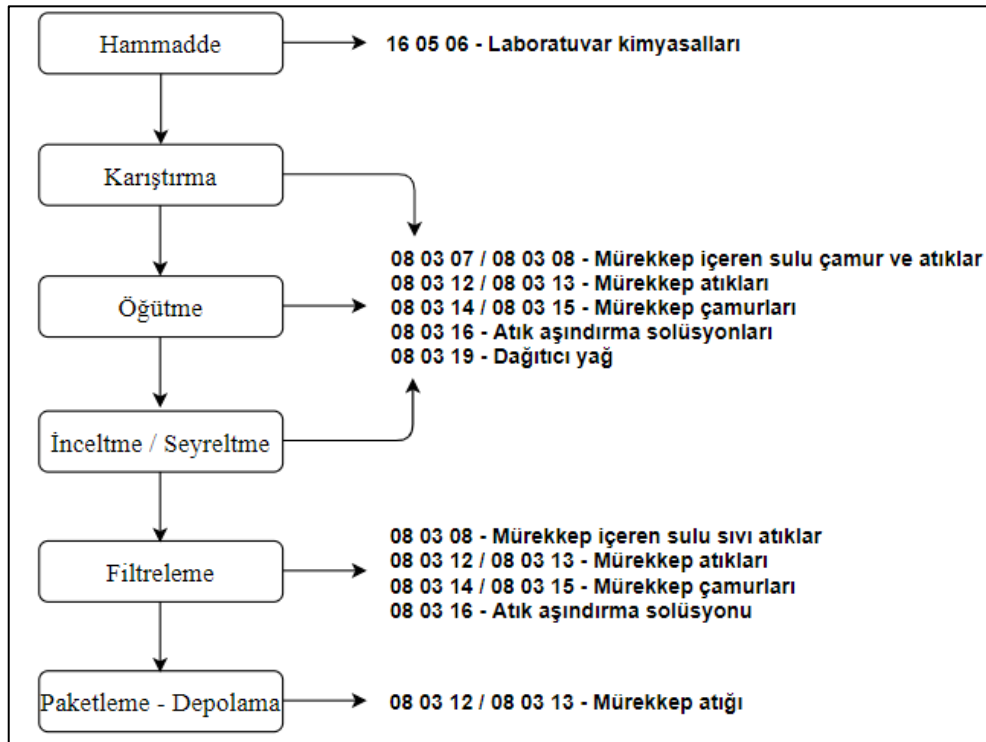 Hammadde
16 05 06 - Laboratuvar kimyasalları
Karıştırma
08 03 07 / 08 03 08 - Mürekkep içeren sulu çamur ve atıklar
08 03 12 / 08 03 13 - Mürekkep atıkları
Öğütme
08 03 14 / 08 03 15 - Mürekkep çamurları
08 03 16 - Atık aşındırma solüsyonları
08 03 19 - Dağıtıcı yağ
İnceltme / Seyreltme
08 03 08 - Mürekkep içeren sulu sıvı atıklar
08 03 12 / 08 03 13 - Mürekkep atıkları
Filtreleme
08 03 14 / 08 03 15 - Mürekkep çamurları
08 03 16 - Atık aşındırma solüsyonu
Paketleme - Depolama
08 03 12 / 08 03 13 - Mürekkep atığı